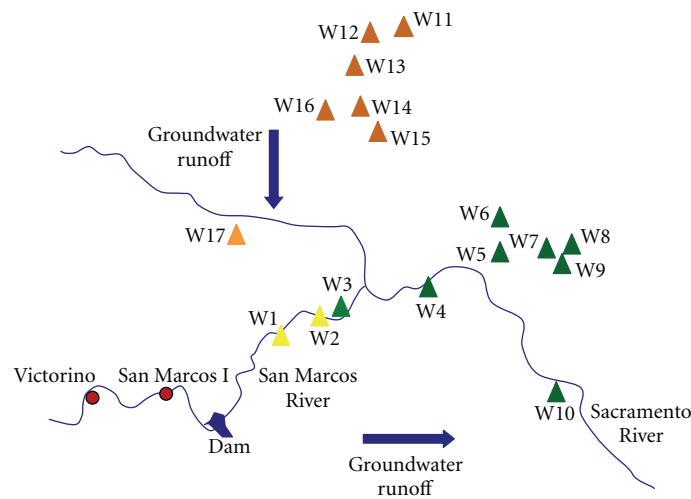 W11
W12
W13
W16
W14
W15
Groundwater
runoff
W17
W6
W7
W8
W5
W9
W3
W4
W1
W2
Victorino
San Marcos I
San Marcos
River
Dam
W10
Sacramento
River
Groundwater
runoff